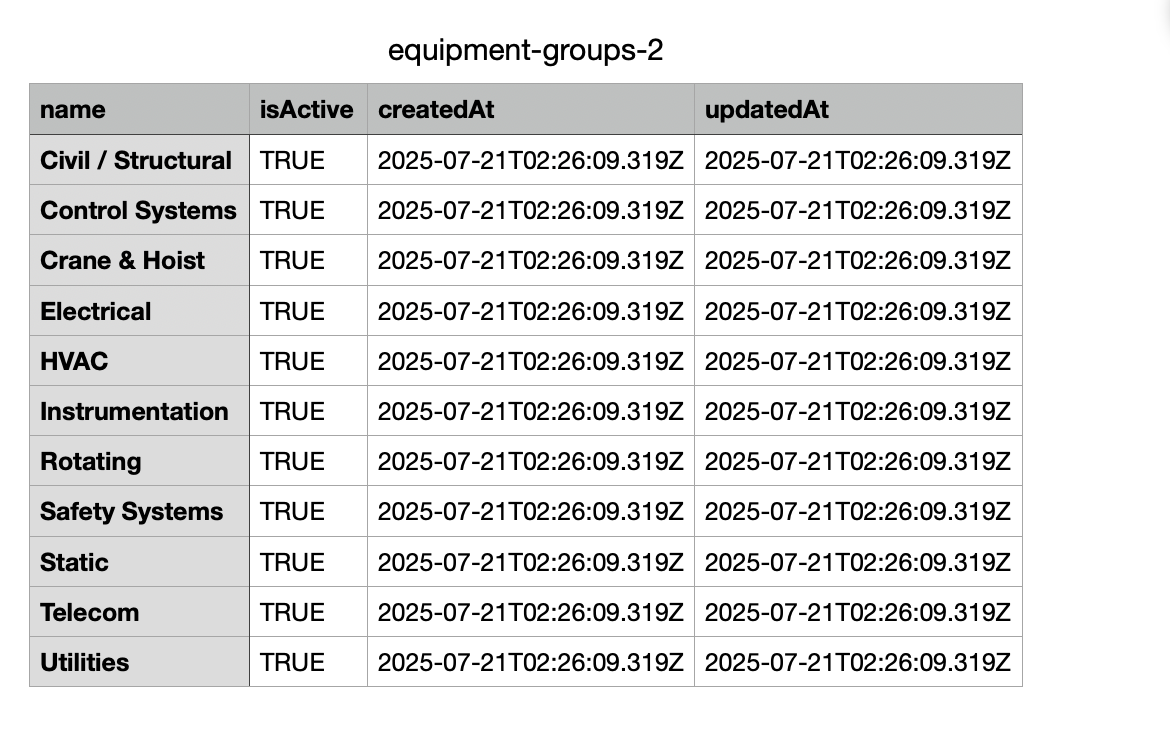 equipment-groups-2
name isActive createdAt updatedAt
Civil / Structural TRUE 2025-07-21T02:26:09.319Z 2025-07-21T02:26:09.319Z
Control Systems TRUE 2025-07-21T02:26:09.319Z 2025-07-21T02:26:09.319Z
Crane & Hoist TRUE 2025-07-21T02:26:09.319Z 2025-07-21T02:26:09.319Z
Electrical TRUE 2025-07-21T02:26:09.319Z 2025-07-21T02:26:09.319Z
HVAC TRUE 2025-07-21T02:26:09.319Z 2025-07-21T02:26:09.319Z
Instrumentation TRUE 2025-07-21T02:26:09.319Z 2025-07-21T02:26:09.319Z
Rotating TRUE 2025-07-21T02:26:09.319Z 2025-07-21T02:26:09.319Z
Safety Systems TRUE 2025-07-21T02:26:09.319Z 2025-07-21T02:26:09.319Z
Static TRUE 2025-07-21T02:26:09.319Z 2025-07-21T02:26:09.319Z
Telecom TRUE 2025-07-21T02:26:09.319Z 2025-07-21T02:26:09.319Z
Utilities TRUE 2025-07-21T02:26:09.319Z 2025-07-21T02:26:09.319Z